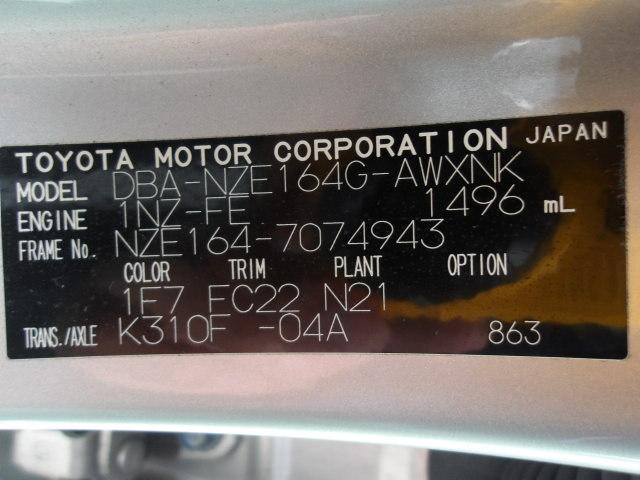 TOYOTA MOTOR CORPORATION JAPAN
MODEL DBA-NZE164G-AWXNK
ENGINE 1NZ-FE 1496 mL
FRAME No. NZE164-7074943
COLOR TRIM PLANT OPTION
1F7 FC22 N21
TRANS./AXLE K310F -04A 863